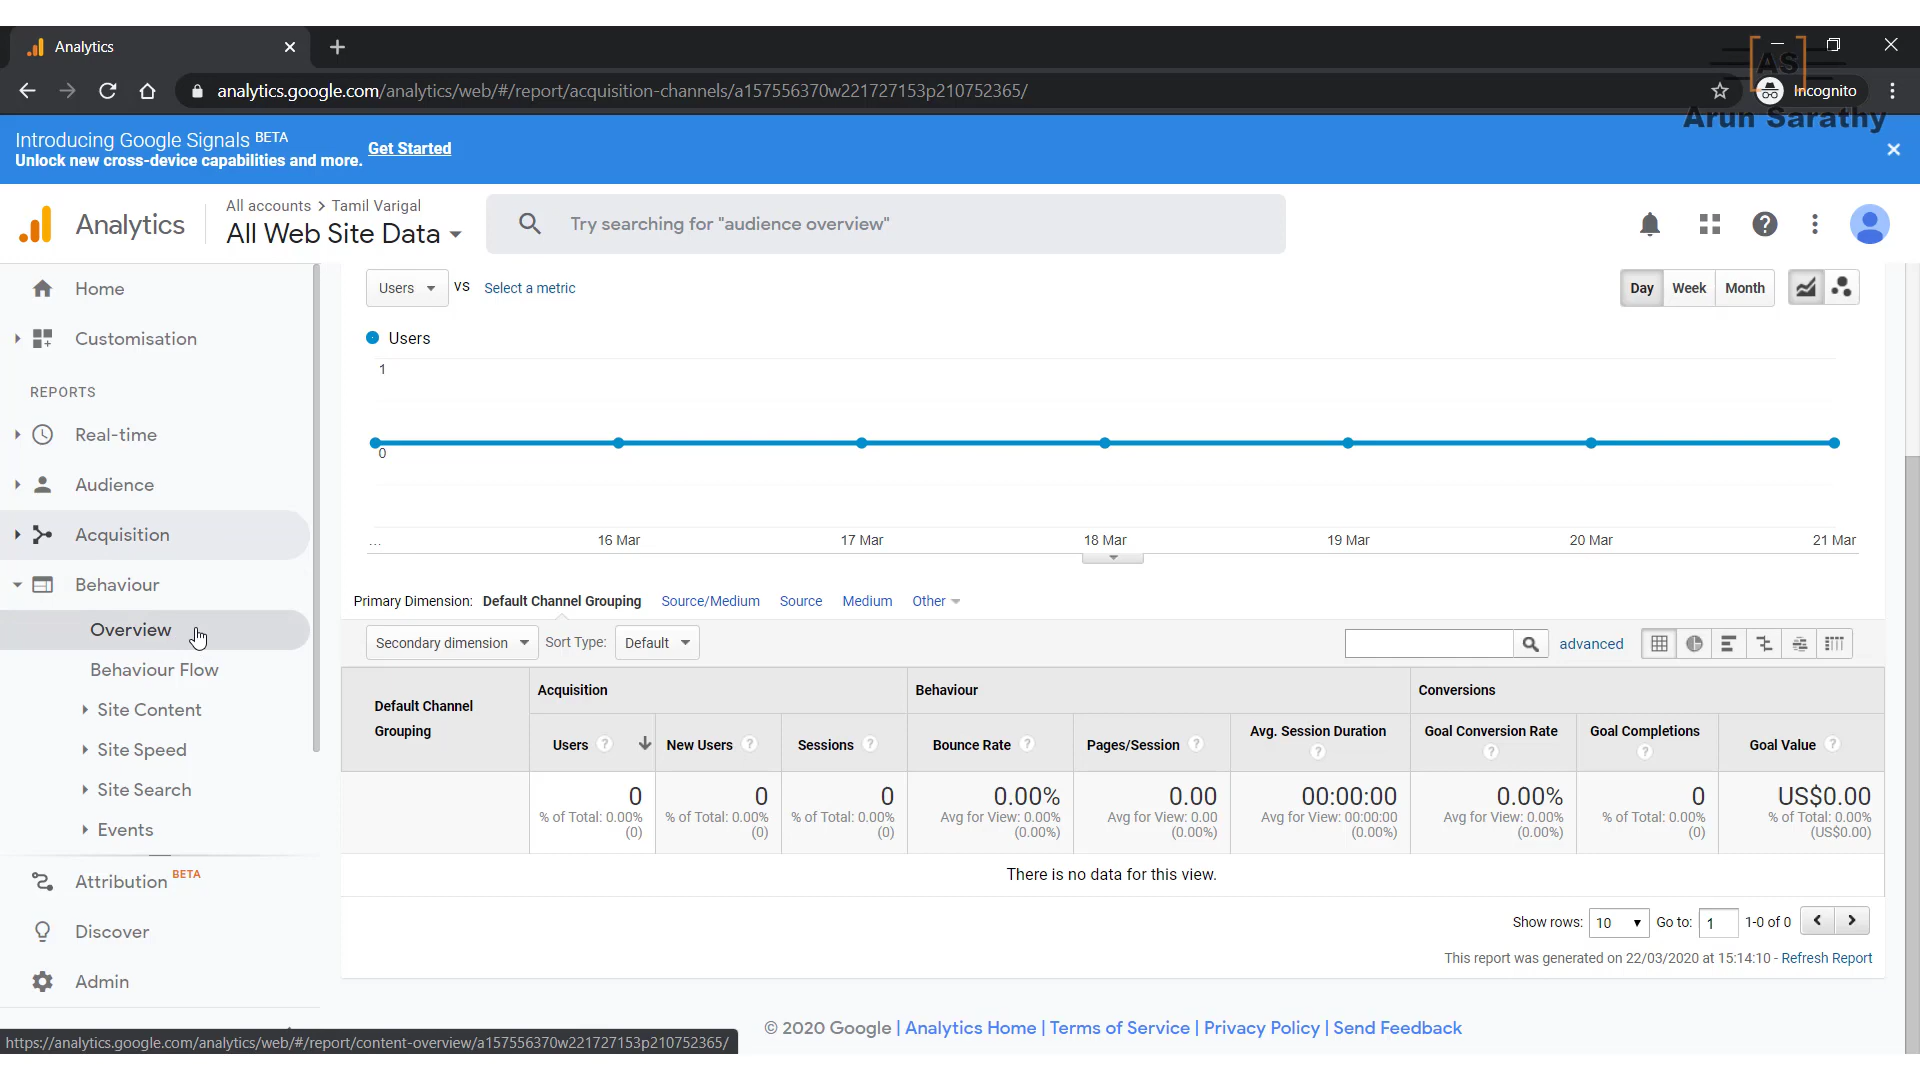 Analytics
[AS]
analytics.google.com/analytics/web/#/report/acquisition-channels/a157556370w221727153p210752365/
Incognito
Arun Sarathy
Introducing Google Signals BETA
Unlock new cross-device capabilities and more.
Get Started
Analytics
All accounts > Tamil Varigal
All Web Site Data
Try searching for "audience overview"
Home
Customisation
REPORTS
Real-time
Audience
Acquisition
Behaviour
Overview
Behaviour Flow
Site Content
Site Speed
Site Search
Events
Attribution BETA
Discover
Admin
Users VS Select a metric
Day Week Month
Users
1
0
... 16 Mar 17 Mar 18 Mar 19 Mar 20 Mar 21 Mar
Primary Dimension: Default Channel Grouping Source/Medium Source Medium Other
Secondary dimension Sort Type: Default
advanced
Default Channel Grouping
Acquisition Behaviour Conversions
Users ? New Users ? Sessions ? Bounce Rate ? Pages/Session ? Avg. Session Duration ? Goal Conversion Rate ? Goal Completions ? Goal Value ?
0 0 0 0.00% 0.00 00:00:00 0.00% 0 US$0.00
% of Total: 0.00% % of Total: 0.00% % of Total: 0.00% Avg for View: 0.00% Avg for View: 0.00 Avg for View: 00:00:00 Avg for View: 0.00% % of Total: 0.00% % of Total: 0.00%
(0) (0) (0) (0.00%) (0.00%) (0.00%) (0.00%) (0) (US$0.00)
There is no data for this view.
Show rows: 10 Go to: 1 1-0 of 0
This report was generated on 22/03/2020 at 15:14:10 - Refresh Report
© 2020 Google | Analytics Home | Terms of Service | Privacy Policy | Send Feedback
https://analytics.google.com/analytics/web/#/report/content-overview/a157556370w221727153p210752365/